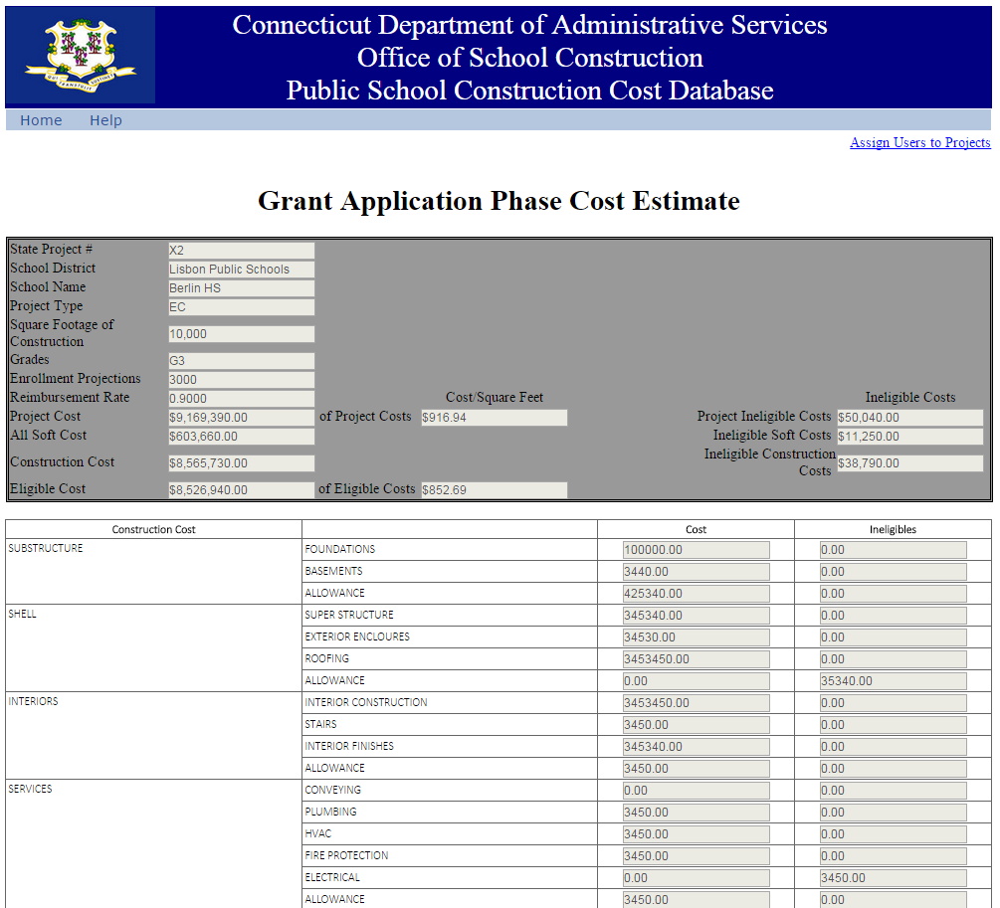 Connecticut Department of Administrative Services
Office of School Construction
Public School Construction Cost Database
QUI TRANSTULIT SUSTINET
Home Help
Assign Users to Projects
Grant Application Phase Cost Estimate
State Project # X2
School District Lisbon Public Schools
School Name Berlin HS
Project Type EC
Square Footage of
Construction 10,000
Grades G3
Enrollment Projections 3000
Reimbursement Rate 0.9000 Cost/Square Feet Ineligible Costs
Project Cost $9,169,390.00 of Project Costs $916.94 Project Ineligible Costs $50,040.00
All Soft Cost $603,660.00 Ineligible Soft Costs $11,250.00
Construction Cost $8,565,730.00 Ineligible Construction
Costs $38,790.00
Eligible Cost $8,526,940.00 of Eligible Costs $852.69
Construction Cost Cost Ineligibles
SUBSTRUCTURE FOUNDATIONS 100000.00 0.00
BASEMENTS 3440.00 0.00
ALLOWANCE 425340.00 0.00
SHELL SUPER STRUCTURE 345340.00 0.00
EXTERIOR ENCLOURES 34530.00 0.00
ROOFING 3453450.00 0.00
ALLOWANCE 0.00 35340.00
INTERIORS INTERIOR CONSTRUCTION 3453450.00 0.00
STAIRS 3450.00 0.00
INTERIOR FINISHES 345340.00 0.00
ALLOWANCE 3450.00 0.00
SERVICES CONVEYING 0.00 0.00
PLUMBING 3450.00 0.00
HVAC 3450.00 0.00
FIRE PROTECTION 3450.00 0.00
ELECTRICAL 0.00 3450.00
ALLOWANCE 3450.00 0.00